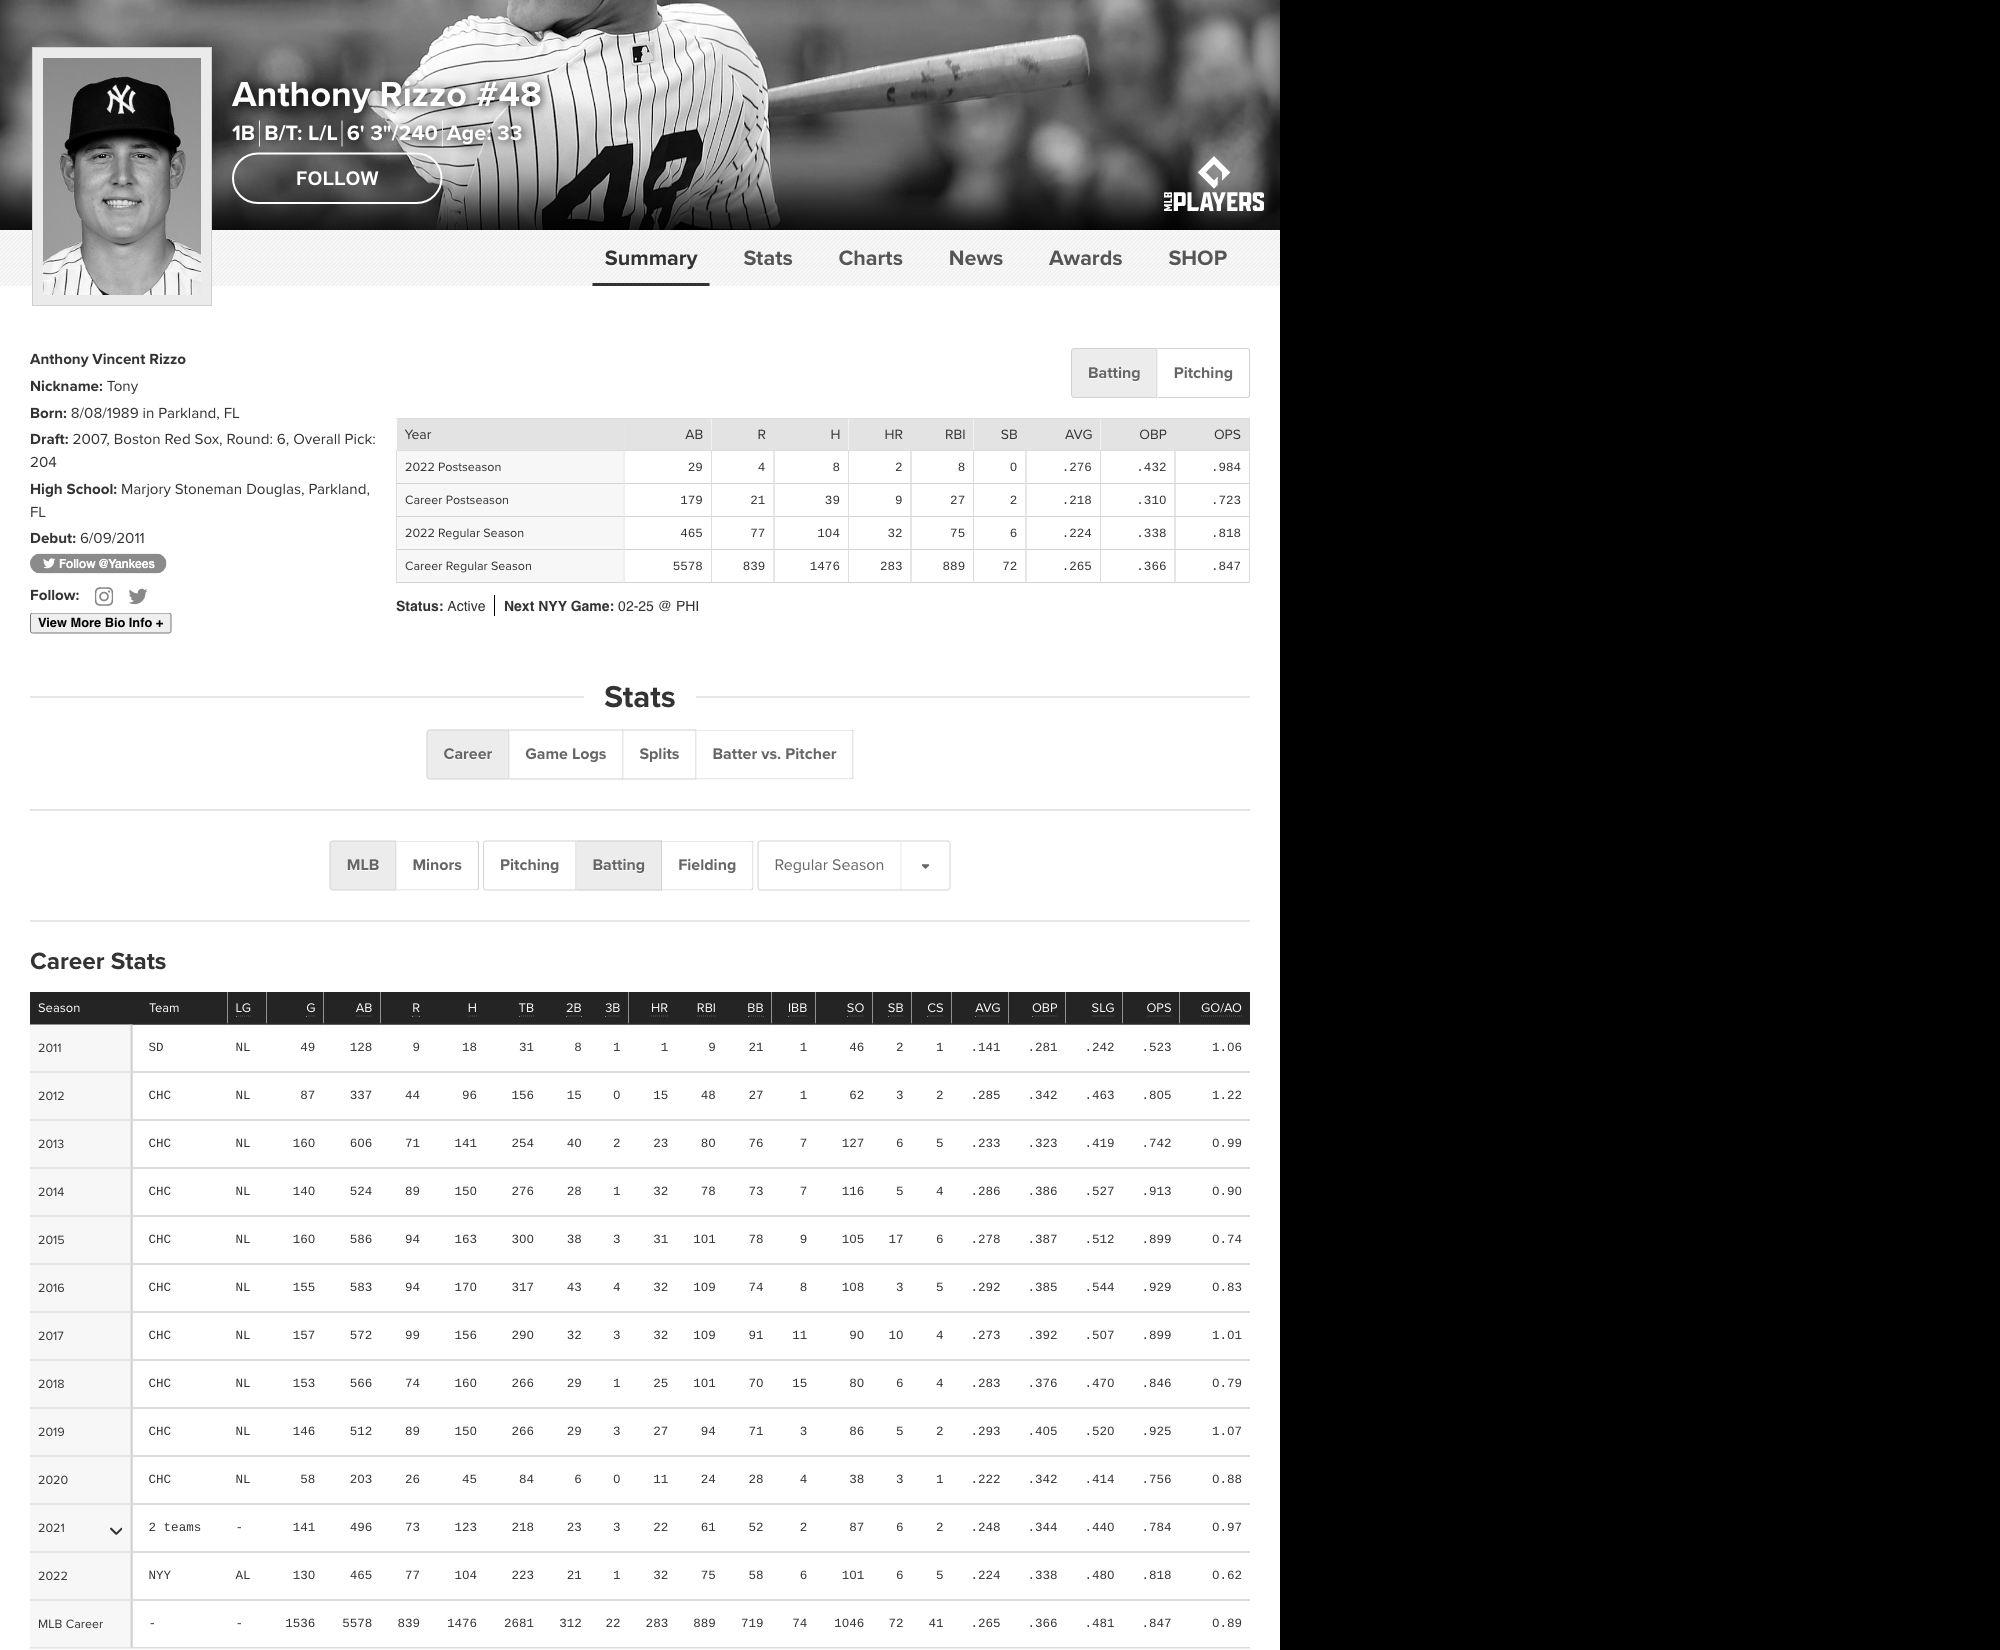 Anthony Rizzo #48
1B B/T: L/L 6' 3"/240 Age: 33
FOLLOW
NY
48
MLB PLAYERS
Summary Stats Charts News Awards SHOP
Anthony Vincent Rizzo
Nickname: Tony
Born: 8/08/1989 in Parkland, FL
Draft: 2007, Boston Red Sox, Round: 6, Overall Pick:
204
High School: Marjory Stoneman Douglas, Parkland,
FL
Debut: 6/09/2011
Follow @Yankees
Follow:
View More Bio Info +
Batting Pitching
Year AB R H HR RBI SB AVG OBP OPS
2022 Postseason 29 4 8 2 8 0 .276 .432 .984
Career Postseason 179 21 39 9 27 2 .218 .310 .723
2022 Regular Season 465 77 104 32 75 6 .224 .338 .818
Career Regular Season 5578 839 1476 283 889 72 .265 .366 .847
Status: Active Next NYY Game: 02-25 @ PHI
Stats
Career Game Logs Splits Batter vs. Pitcher
MLB Minors Pitching Batting Fielding Regular Season
Career Stats
Season Team LG G AB R H TB 2B 3B HR RBI BB IBB SO SB CS AVG OBP SLG OPS GO/AO
2011 SD NL 49 128 9 18 31 8 1 1 9 21 1 46 2 1 .141 .281 .242 .523 1.06
2012 CHC NL 87 337 44 96 156 15 0 15 48 27 1 62 3 2 .285 .342 .463 .805 1.22
2013 CHC NL 160 606 71 141 254 40 2 23 80 76 7 127 6 5 .233 .323 .419 .742 0.99
2014 CHC NL 140 524 89 150 276 28 1 32 78 73 7 116 5 4 .286 .386 .527 .913 0.90
2015 CHC NL 160 586 94 163 300 38 3 31 101 78 9 105 17 6 .278 .387 .512 .899 0.74
2016 CHC NL 155 583 94 170 317 43 4 32 109 74 8 108 3 5 .292 .385 .544 .929 0.83
2017 CHC NL 157 572 99 156 290 32 3 32 109 91 11 90 10 4 .273 .392 .507 .899 1.01
2018 CHC NL 153 566 74 160 266 29 1 25 101 70 15 80 6 4 .283 .376 .470 .846 0.79
2019 CHC NL 146 512 89 150 266 29 3 27 94 71 3 86 5 2 .293 .405 .520 .925 1.07
2020 CHC NL 58 203 26 45 84 6 0 11 24 28 4 38 3 1 .222 .342 .414 .756 0.88
2021 2 teams - 141 496 73 123 218 23 3 22 61 52 2 87 6 2 .248 .344 .440 .784 0.97
2022 NYY AL 130 465 77 104 223 21 1 32 75 58 6 101 6 5 .224 .338 .480 .818 0.62
MLB Career - - 1536 5578 839 1476 2681 312 22 283 889 719 74 1046 72 41 .265 .366 .481 .847 0.89